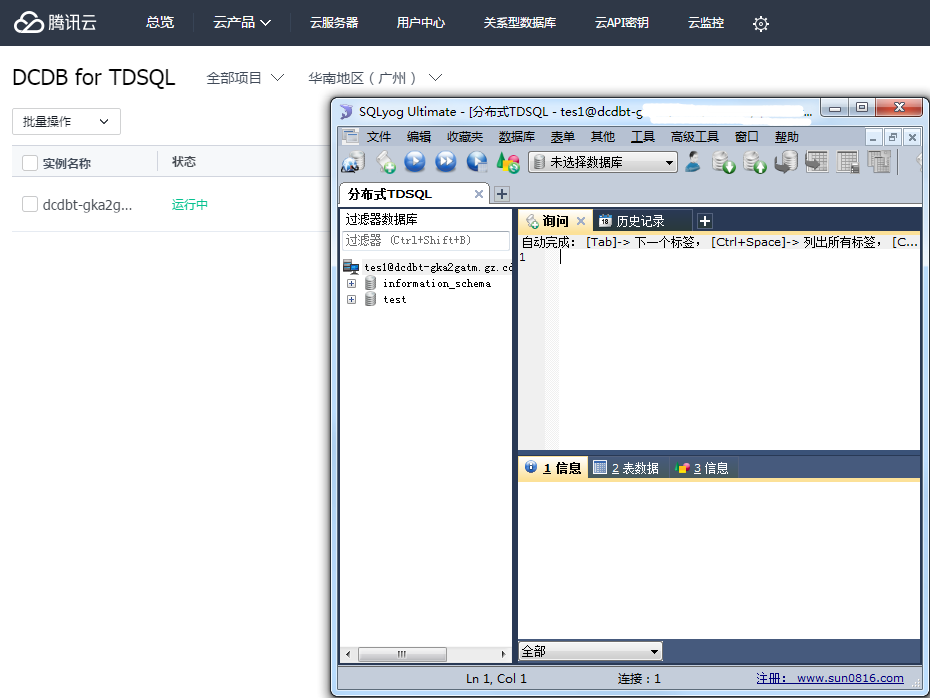 腾讯云 总览 云产品 云服务器 用户中心 关系型数据库 云API密钥 云监控
DCDB for TDSQL 全部项目 华南地区（广州）
批量操作
实例名称 状态
dcdbt-gka2g... 运行中
SQLyog Ultimate - [分布式TDSQL - tes1@dcdbt-g ...
文件 编辑 收藏夹 数据库 表单 其他 工具 高级工具 窗口 帮助
未选择数据库
分布式TDSQL
过滤器数据库
过滤器 (Ctrl+Shift+B)
tes1@dcdbt-gka2gatm.gz.cd
information_schema
test
询问 历史记录
自动完成: [Tab]-> 下一个标签, [Ctrl+Space]-> 列出所有标签, [C...
1
1 信息 2 表数据 3 信息
全部
Ln 1, Col 1 连接：1 注册： www.sun0816.com